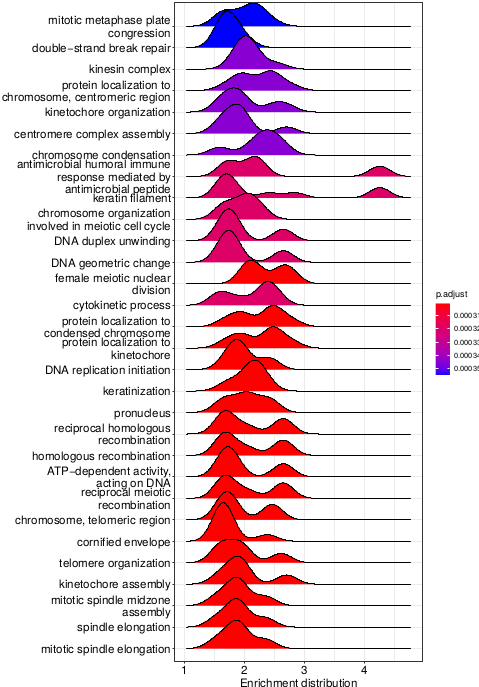 mitotic metaphase plate
congression
double−strand break repair
kinesin complex
protein localization to
chromosome, centromeric region
kinetochore organization
centromere complex assembly
chromosome condensation
antimicrobial humoral immune
response mediated by
antimicrobial peptide
keratin filament
chromosome organization
involved in meiotic cell cycle
DNA duplex unwinding
DNA geometric change
female meiotic nuclear
division
cytokinetic process
protein localization to
condensed chromosome
protein localization to
kinetochore
DNA replication initiation
keratinization
pronucleus
reciprocal homologous
recombination
homologous recombination
ATP−dependent activity,
acting on DNA
reciprocal meiotic
recombination
chromosome, telomeric region
cornified envelope
telomere organization
kinetochore assembly
mitotic spindle midzone
assembly
spindle elongation
mitotic spindle elongation
1 2 3 4
Enrichment distribution
p.adjust
0.00031
0.00032
0.00033
0.00034
0.00035